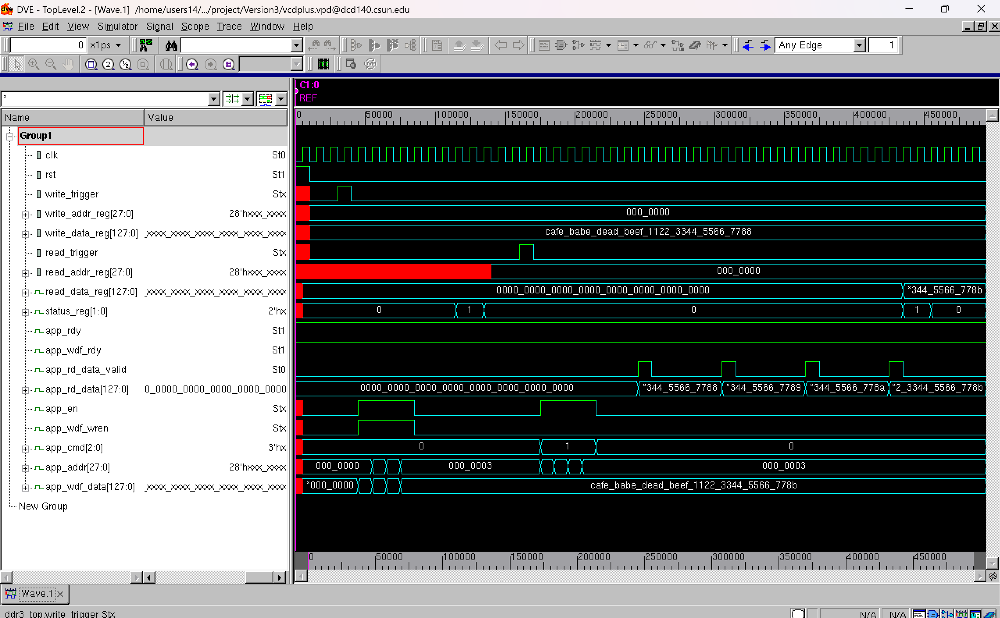 dve DVE - TopLevel.2 - [Wave.1] /home/users14/.../project/Version3/vcdplus.vpd@dcd140.csun.edu
File Edit View Simulator Signal Scope Trace Window Help
0 x1ps Any Edge 1
2 ½
C1:0
REF
*
0 50000 100000 150000 200000 250000 300000 350000 400000 450000
Name Value
Group1
clk St0
rst St1
write_trigger Stx
write_addr_reg[27:0] 28'hxxx_xxxx 000_0000
write_data_reg[127:0] _xxxx_xxxx_xxxx_xxxx_xxxx_xxxx cafe_babe_dead_beef_1122_3344_5566_7788
read_trigger Stx
read_addr_reg[27:0] 28'hxxx_xxxx 000_0000
read_data_reg[127:0] _xxxx_xxxx_xxxx_xxxx_xxxx_xxxx 0000_0000_0000_0000_0000_0000_0000_0000 *344_5566_778b
status_reg[1:0] 2'hx 0 1 0 1 0
app_rdy St1
app_wdf_rdy St1
app_rd_data_valid St0
app_rd_data[127:0] 0_0000_0000_0000_0000_0000 0000_0000_0000_0000_0000_0000_0000_0000 *344_5566_7788 *344_5566_7789 *344_5566_778a *2_3344_5566_778b
app_en Stx
app_wdf_wren Stx
app_cmd[2:0] 3'hx 0 1 0
app_addr[27:0] 28'hxxx_xxxx 000_0000 000_0003 000_0003
app_wdf_data[127:0] _xxxx_xxxx_xxxx_xxxx_xxxx_xxxx *000_0000 cafe_babe_dead_beef_1122_3344_5566_778b
New Group
0 50000 100000 150000 200000 250000 300000 350000 400000 450000
Wave.1
ddr3_top.write_trigger Stx N/A N/A